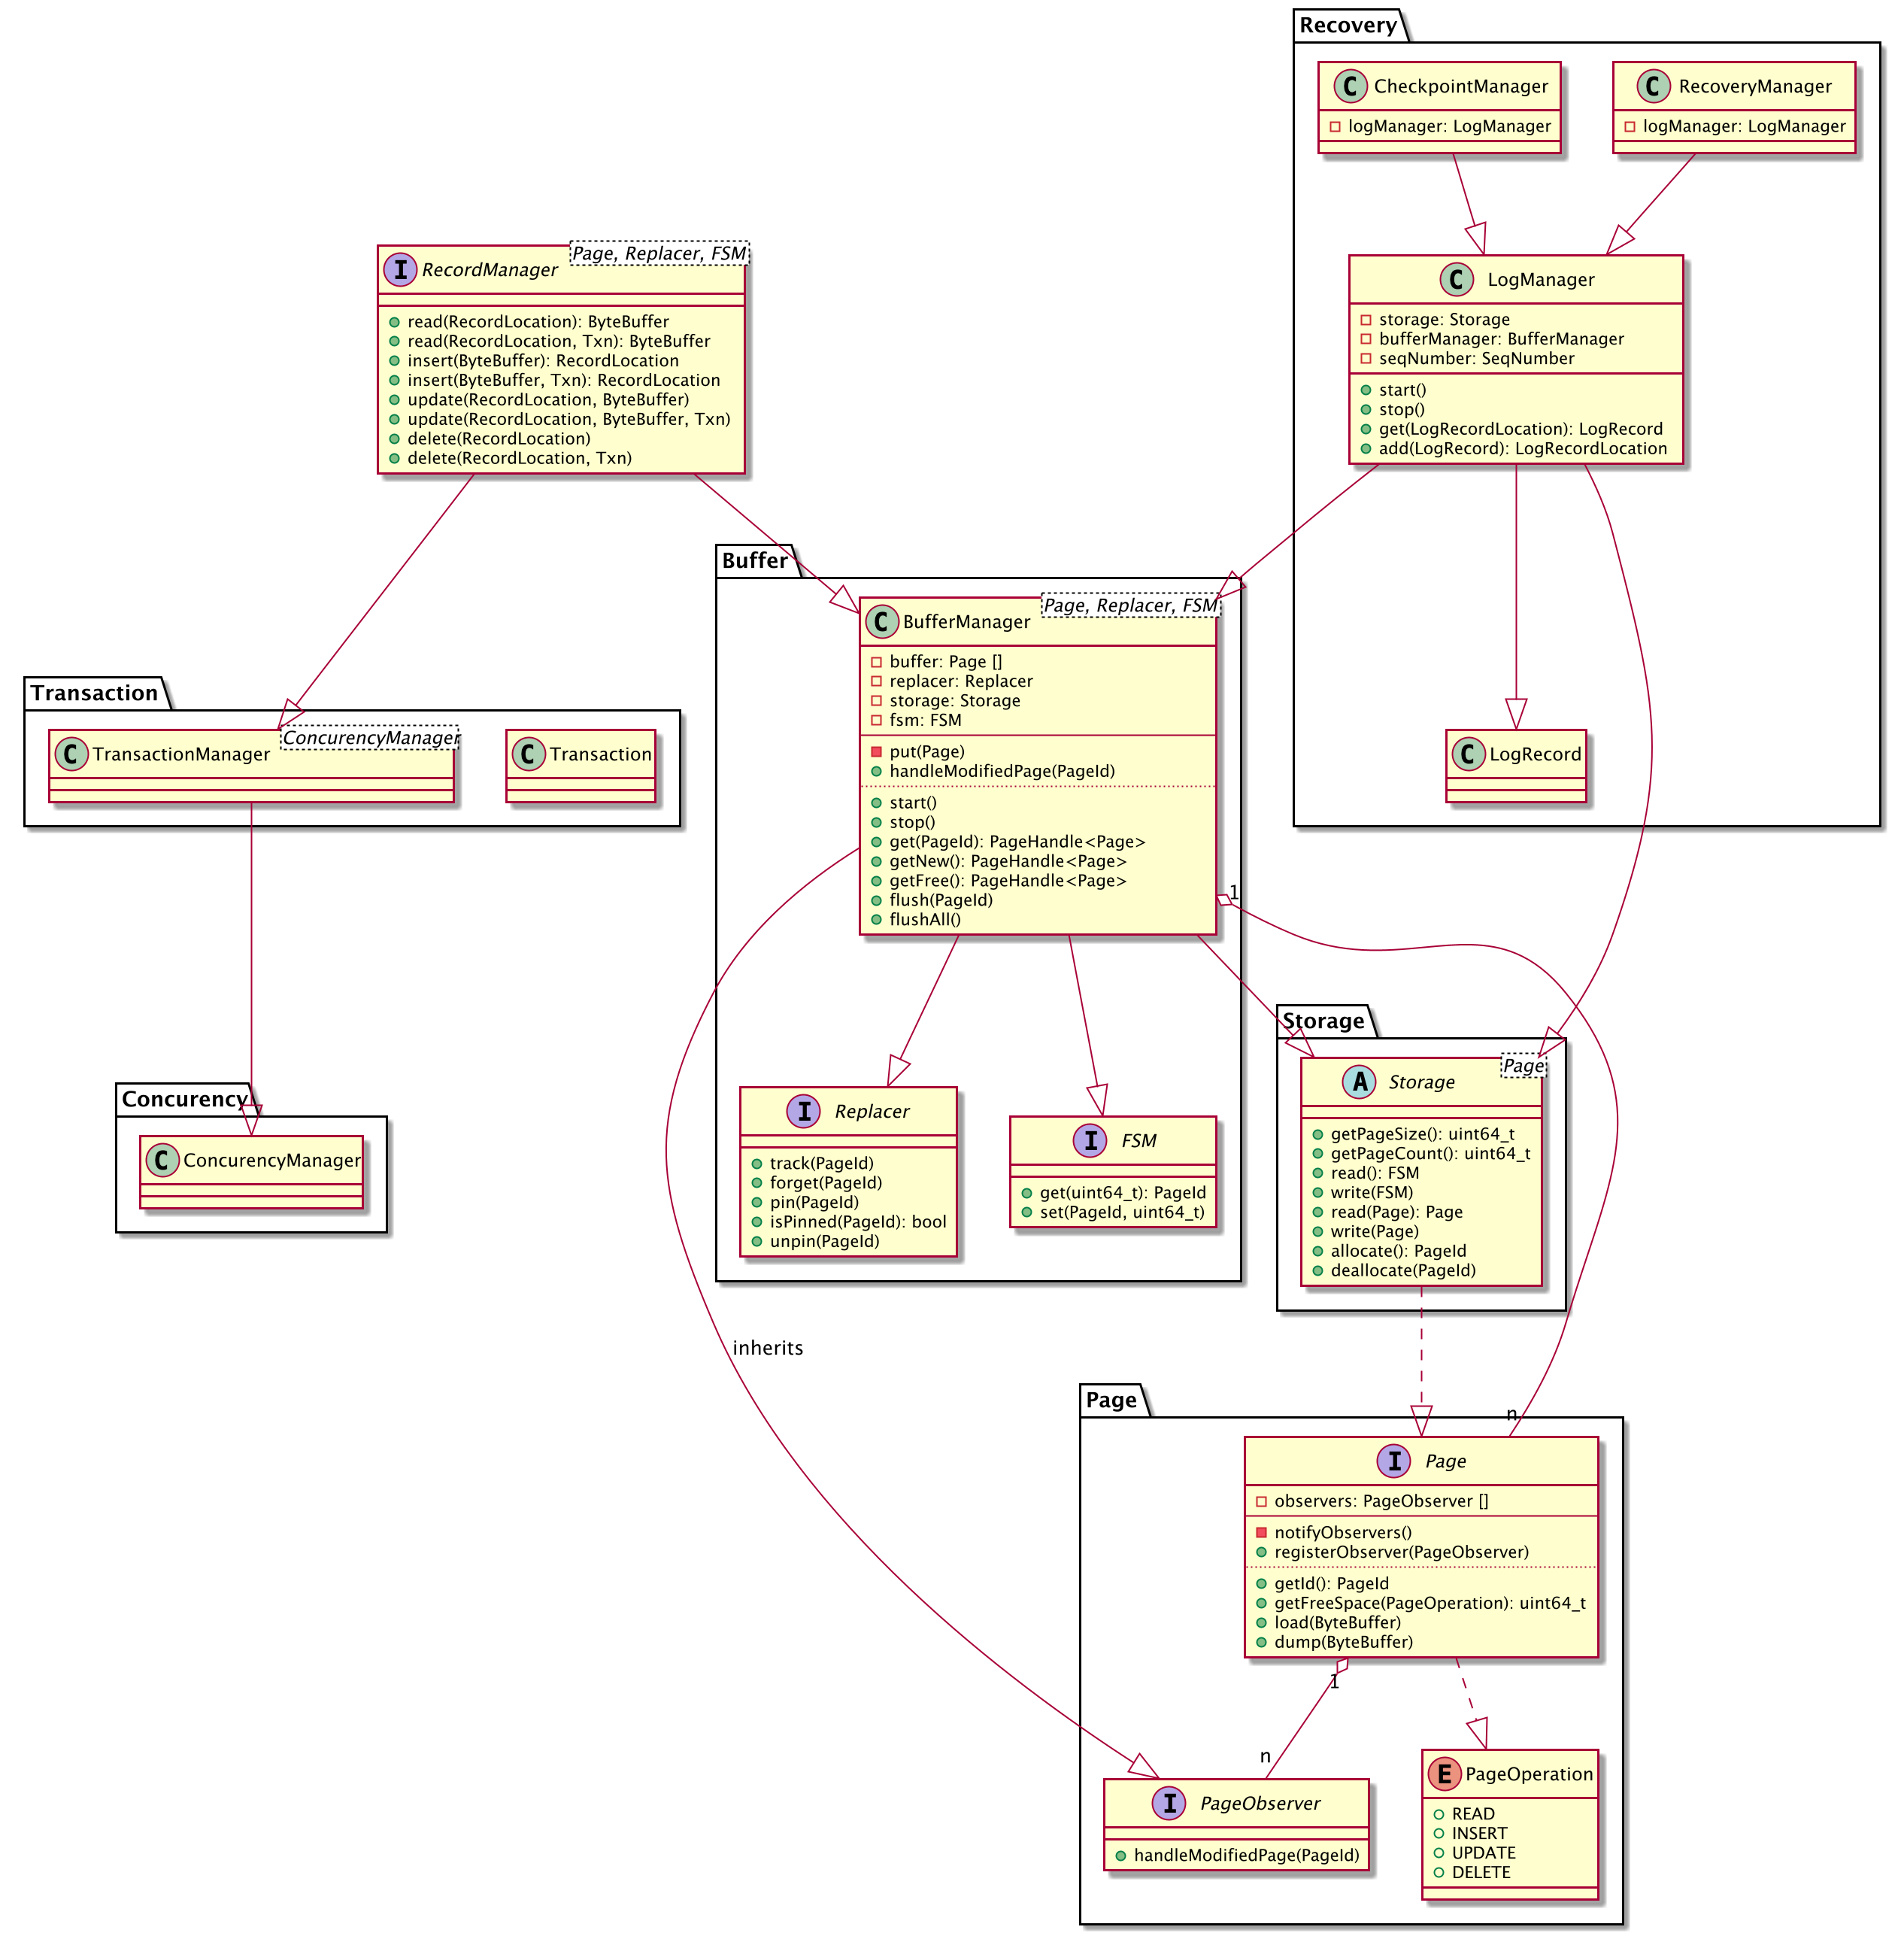 Recovery
C CheckpointManager
logManager: LogManager
C RecoveryManager
logManager: LogManager
Page, Replacer, FSM
I RecordManager
read(RecordLocation): ByteBuffer
read(RecordLocation, Txn): ByteBuffer
insert(ByteBuffer): RecordLocation
insert(ByteBuffer, Txn): RecordLocation
update(RecordLocation, ByteBuffer)
update(RecordLocation, ByteBuffer, Txn)
delete(RecordLocation)
delete(RecordLocation, Txn)
C LogManager
storage: Storage
bufferManager: BufferManager
seqNumber: SeqNumber
start()
stop()
get(LogRecordLocation): LogRecord
add(LogRecord): LogRecordLocation
Buffer
Page, Replacer, FSM
C BufferManager
buffer: Page []
replacer: Replacer
storage: Storage
fsm: FSM
put(Page)
handleModifiedPage(PageId)
start()
stop()
get(PageId): PageHandle<Page>
getNew(): PageHandle<Page>
getFree(): PageHandle<Page>
flush(PageId)
flushAll()
1
Transaction
ConcurencyManager
C TransactionManager
C Transaction
C LogRecord
Concurency
C ConcurencyManager
I Replacer
track(PageId)
forget(PageId)
pin(PageId)
isPinned(PageId): bool
unpin(PageId)
I FSM
get(uint64_t): PageId
set(PageId, uint64_t)
Storage
Page
A Storage
getPageSize(): uint64_t
getPageCount(): uint64_t
read(): FSM
write(FSM)
read(Page): Page
write(Page)
allocate(): PageId
deallocate(PageId)
inherits
Page
n
I Page
observers: PageObserver []
notifyObservers()
registerObserver(PageObserver)
getId(): PageId
getFreeSpace(PageOperation): uint64_t
load(ByteBuffer)
dump(ByteBuffer)
1
n
I PageObserver
handleModifiedPage(PageId)
E PageOperation
READ
INSERT
UPDATE
DELETE